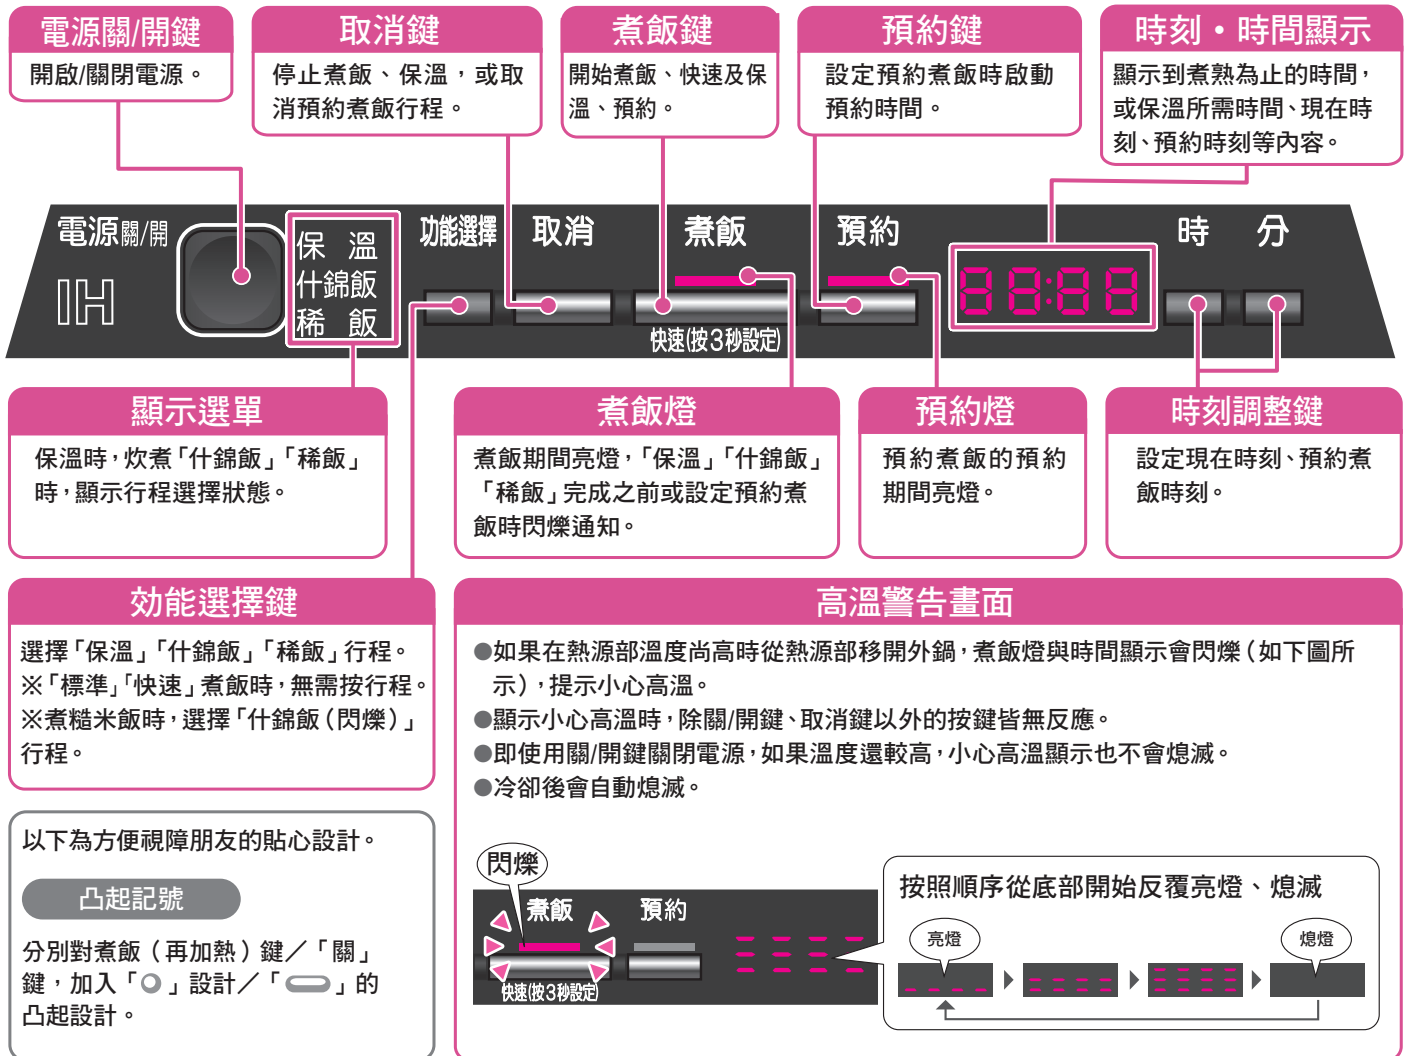 電源關/開鍵
開啟/關閉電源。
取消鍵
停止煮飯、保溫，或取
消預約煮飯行程。
煮飯鍵
開始煮飯、快速及保
溫、預約。
預約鍵
設定預約煮飯時啟動
預約時間。
時刻・時間顯示
顯示到煮熟為止的時間，
或保溫所需時間、現在時
刻、預約時刻等內容。
電源關/開
IH
保 溫
什錦飯
稀 飯
功能選擇
取消
煮飯
快速(按3秒設定)
預約
88:88
時
分
顯示選單
保溫時，炊煮「什錦飯」「稀飯」
時，顯示行程選擇狀態。
煮飯燈
煮飯期間亮燈，「保溫」「什錦飯」
「稀飯」完成之前或設定預約煮
飯時閃爍通知。
預約燈
預約煮飯的預約
期間亮燈。
時刻調整鍵
設定現在時刻、預約煮
飯時刻。
効能選擇鍵
選擇「保溫」「什錦飯」「稀飯」行程。
※「標準」「快速」煮飯時，無需按行程。
※煮糙米飯時，選擇「什錦飯（閃爍）」
行程。
高溫警告畫面
●如果在熱源部溫度尚高時從熱源部移開外鍋，煮飯燈與時間顯示會閃爍（如下圖所
示），提示小心高溫。
●顯示小心高溫時，除關/開鍵、取消鍵以外的按鍵皆無反應。
●即使用關/開鍵關閉電源，如果溫度還較高，小心高溫顯示也不會熄滅。
●冷卻後會自動熄滅。
以下為方便視障朋友的貼心設計。
凸起記號
分別對煮飯（再加熱）鍵／「關」
鍵，加入「○」設計／「⬭」的
凸起設計。
閃爍
煮飯
快速(按3秒設定)
預約
按照順序從底部開始反覆亮燈、熄滅
亮燈
熄燈